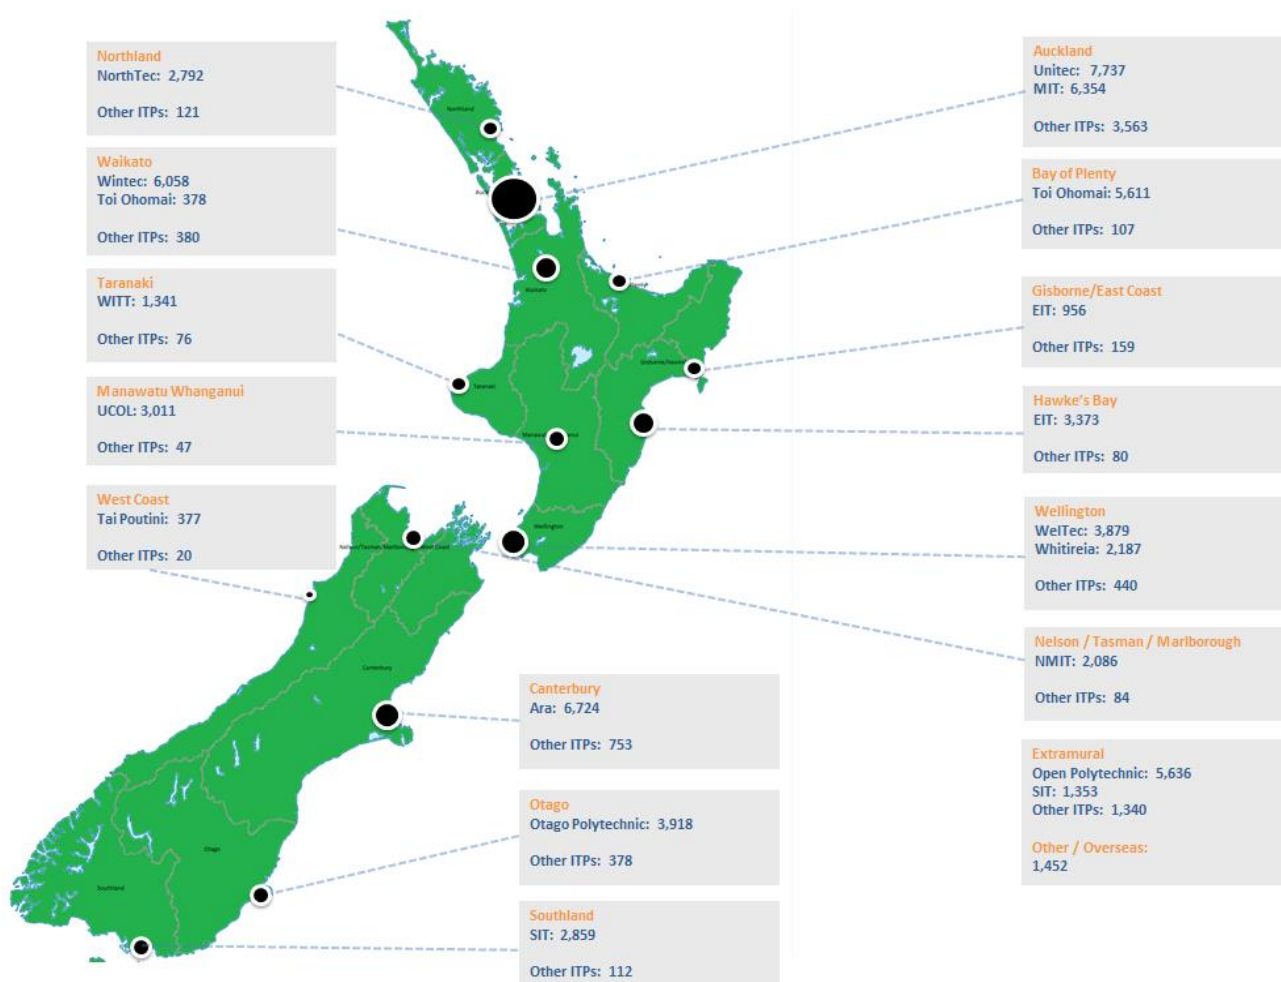 Northland
NorthTec: 2,792
Other ITPs: 121
Waikato
Wintec: 6,058
Toi Ohomai: 378
Other ITPs: 380
Taranaki
WITT: 1,341
Other ITPs: 76
Manawatu Whanganui
UCOL: 3,011
Other ITPs: 47
West Coast
Tai Poutini: 377
Other ITPs: 20
Northland
Waikato
Taranaki
Wellington
Canterbury
Otago
Southland
Canterbury
Ara: 6,724
Other ITPs: 753
Otago
Otago Polytechnic: 3,918
Other ITPs: 378
Southland
SIT: 2,859
Other ITPs: 112
Auckland
Unitec: 7,737
MIT: 6,354
Other ITPs: 3,563
Bay of Plenty
Toi Ohomai: 5,611
Other ITPs: 107
Gisborne/East Coast
EIT: 956
Other ITPs: 159
Hawke's Bay
EIT: 3,373
Other ITPs: 80
Wellington
WelTec: 3,879
Whitireia: 2,187
Other ITPs: 440
Nelson / Tasman / Marlborough
NMIT: 2,086
Other ITPs: 84
Extramural
Open Polytechnic: 5,636
SIT: 1,353
Other ITPs: 1,340
Other / Overseas:
1,452